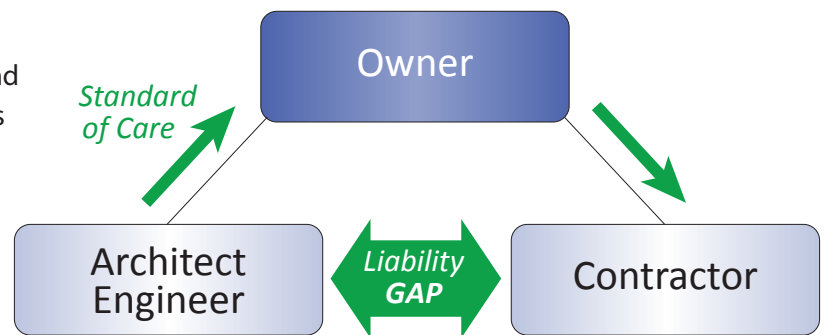 Owner
Standard
of Care
Architect
Engineer
Liability
GAP
Contractor